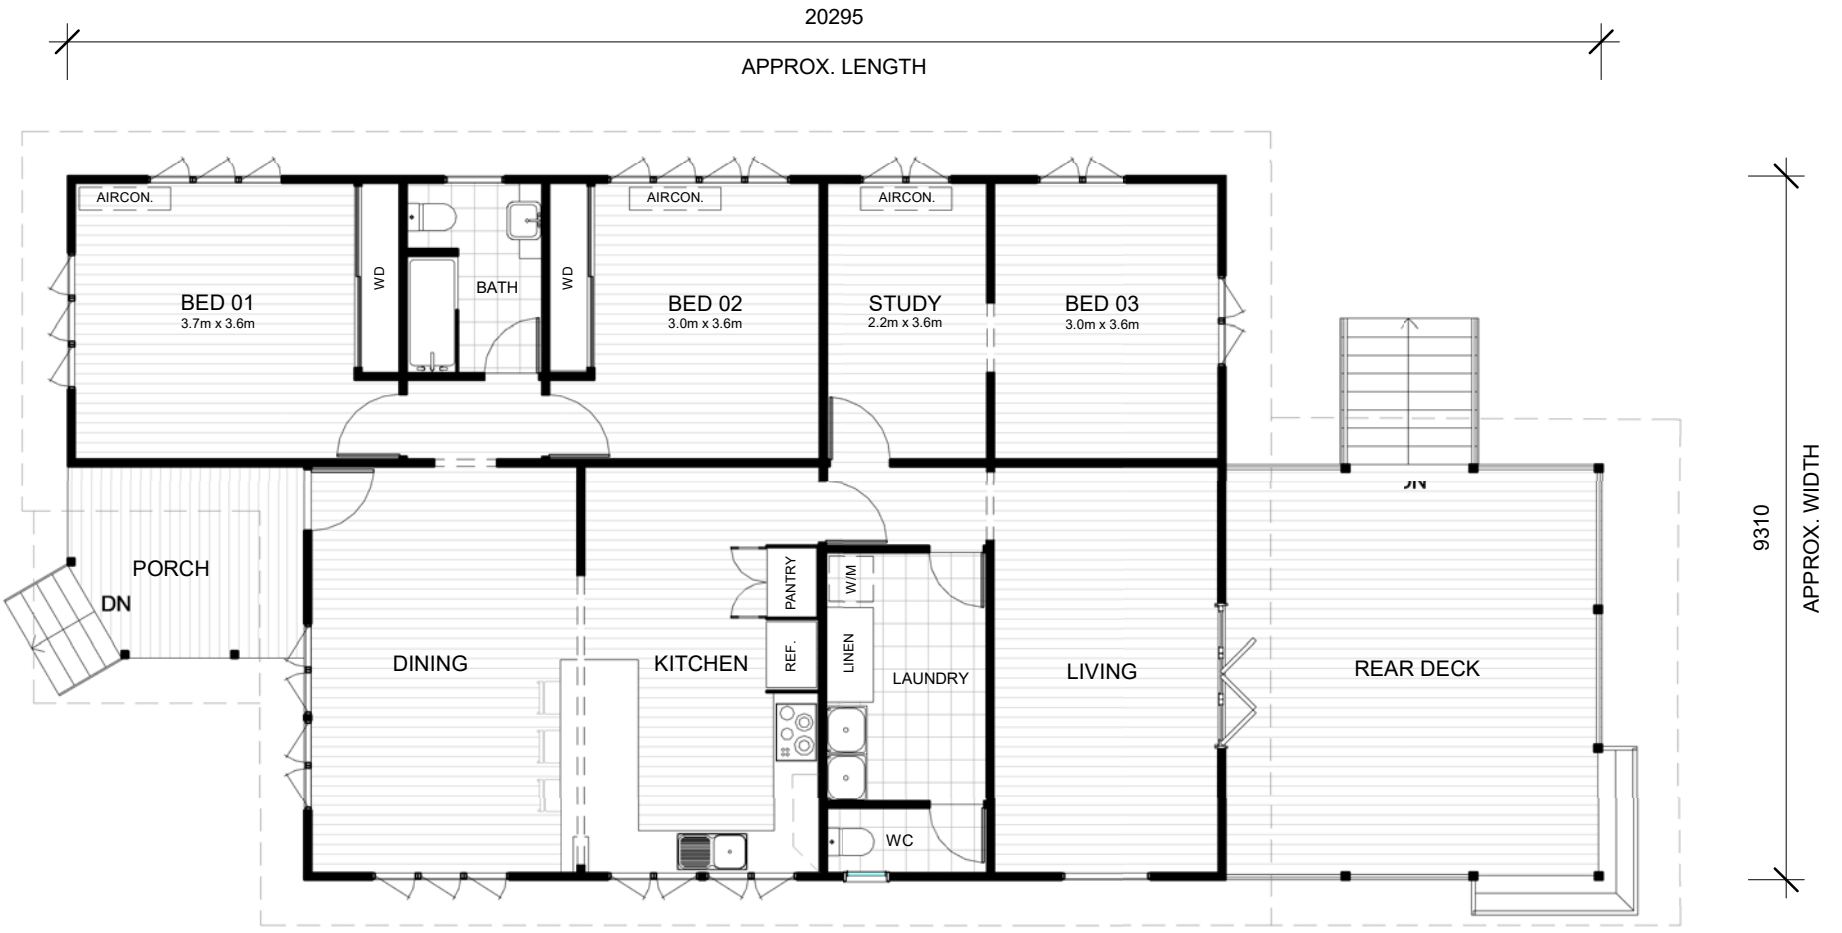 20295
APPROX. LENGTH
AIRCON.
AIRCON.
AIRCON.
BED 01
3.7m x 3.6m
WD
BATH
WD
BED 02
3.0m x 3.6m
STUDY
2.2m x 3.6m
BED 03
3.0m x 3.6m
9310
APPROX. WIDTH
PORCH
DN
DINING
KITCHEN
PANTRY
REF.
W/M
LINEN
LAUNDRY
WC
LIVING
REAR DECK